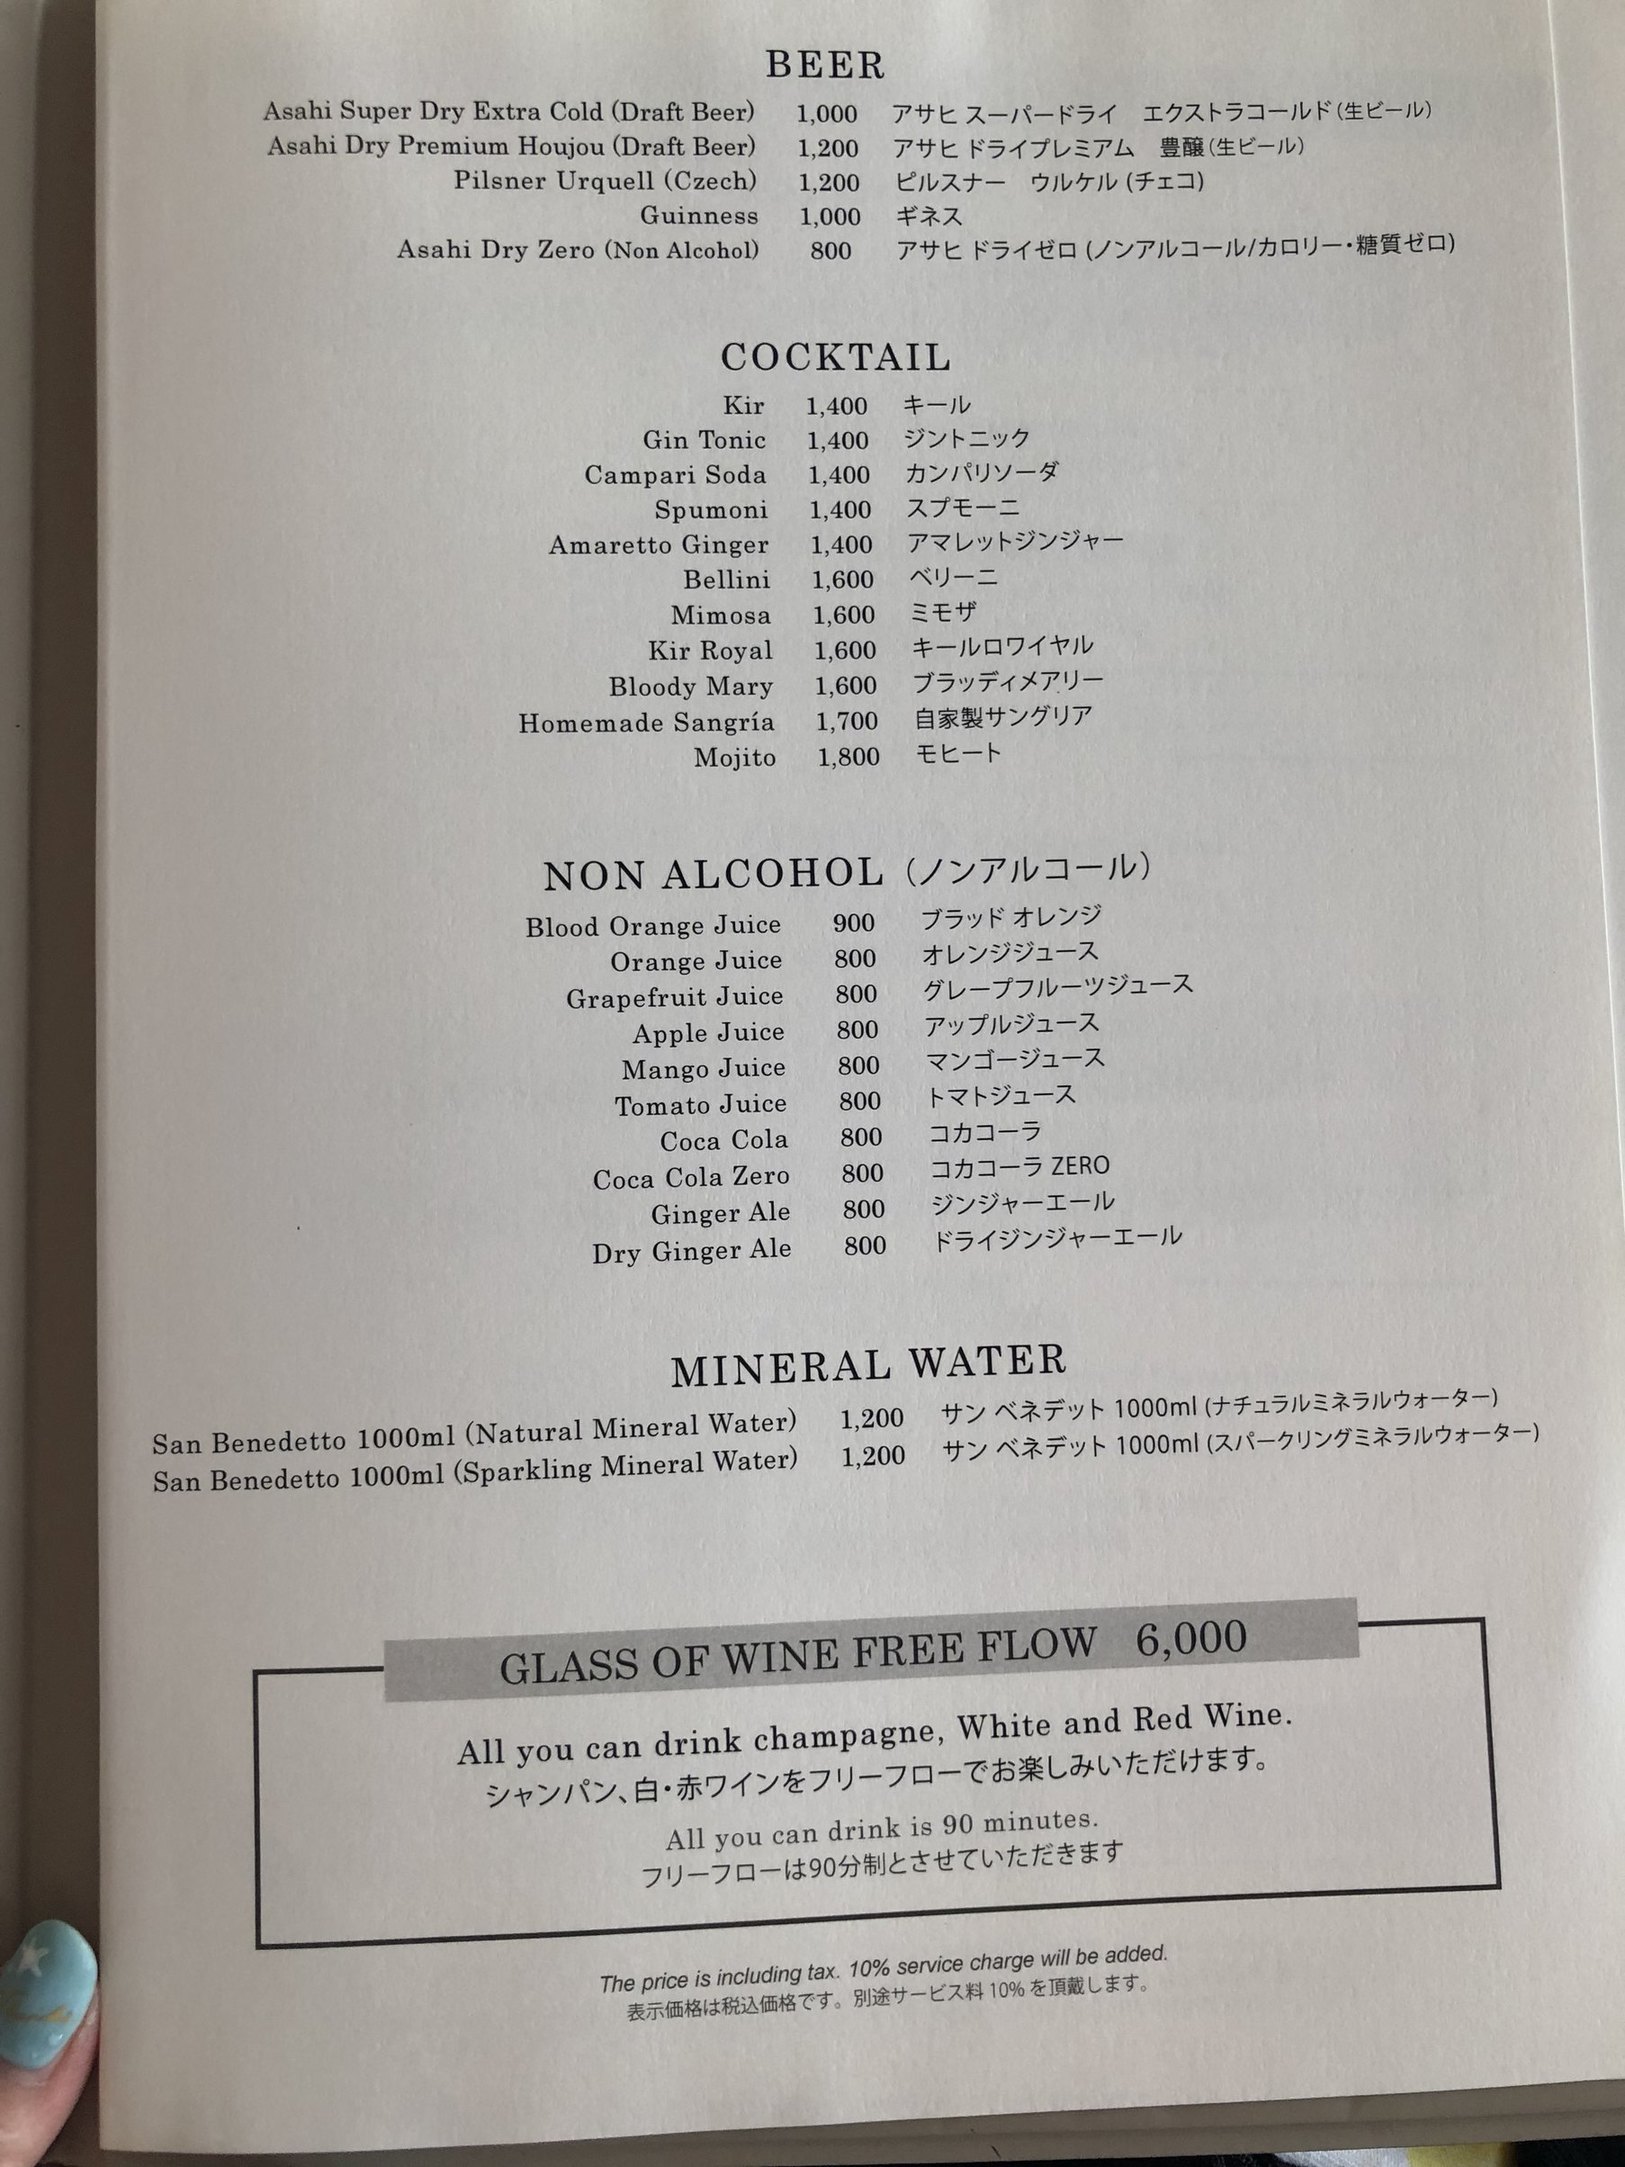 BEER
Asahi Super Dry Extra Cold (Draft Beer) 1,000 アサヒ スーパードライ　エクストラコールド(生ビール)
Asahi Dry Premium Houjou (Draft Beer) 1,200 アサヒ ドライプレミアム　豊醸(生ビール)
Pilsner Urquell (Czech) 1,200 ピルスナー　ウルケル (チェコ)
Guinness 1,000 ギネス
Asahi Dry Zero (Non Alcohol) 800 アサヒ ドライゼロ (ノンアルコール/カロリー・糖質ゼロ)
COCKTAIL
Kir 1,400 キール
Gin Tonic 1,400 ジントニック
Campari Soda 1,400 カンパリソーダ
Spumoni 1,400 スプモーニ
Amaretto Ginger 1,400 アマレットジンジャー
Bellini 1,600 ベリーニ
Mimosa 1,600 ミモザ
Kir Royal 1,600 キールロワイヤル
Bloody Mary 1,600 ブラッディメアリー
Homemade Sangría 1,700 自家製サングリア
Mojito 1,800 モヒート
NON ALCOHOL (ノンアルコール)
Blood Orange Juice 900 ブラッド オレンジ
Orange Juice 800 オレンジジュース
Grapefruit Juice 800 グレープフルーツジュース
Apple Juice 800 アップルジュース
Mango Juice 800 マンゴージュース
Tomato Juice 800 トマトジュース
Coca Cola 800 コカコーラ
Coca Cola Zero 800 コカコーラ ZERO
Ginger Ale 800 ジンジャーエール
Dry Ginger Ale 800 ドライジンジャーエール
MINERAL WATER
San Benedetto 1000ml (Natural Mineral Water) 1,200 サン ベネデット 1000ml (ナチュラルミネラルウォーター)
San Benedetto 1000ml (Sparkling Mineral Water) 1,200 サン ベネデット 1000ml (スパークリングミネラルウォーター)
GLASS OF WINE FREE FLOW 6,000
All you can drink champagne, White and Red Wine.
シャンパン、白・赤ワインをフリーフローでお楽しみいただけます。
All you can drink is 90 minutes.
フリーフローは90分制とさせていただきます
The price is including tax. 10% service charge will be added.
表示価格は税込価格です。別途サービス料 10% を頂戴します。